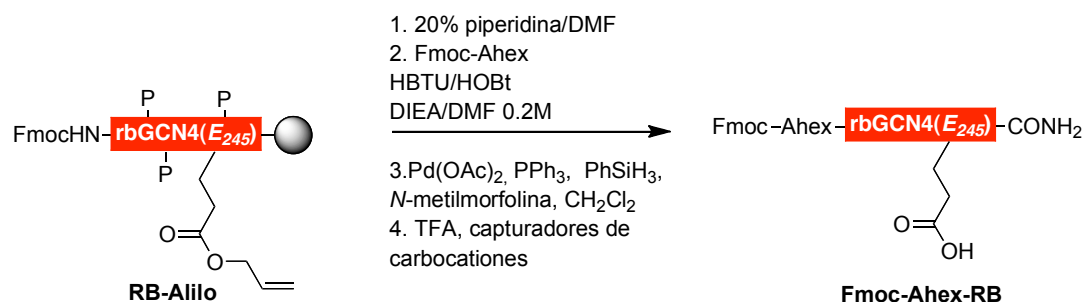 1. 20% piperidina/DMF
2. Fmoc-Ahex
HBTU/HOBt
DIEA/DMF 0.2M
3.Pd(OAc)2, PPh3, PhSiH3,
N-metilmorfolina, CH2Cl2
4. TFA, capturadores de
carbocationes
P P
FmocHN rbGCN4(E245)
P
O
O
RB-Alilo
Fmoc-Ahex rbGCN4(E245) CONH2
O
OH
Fmoc-Ahex-RB